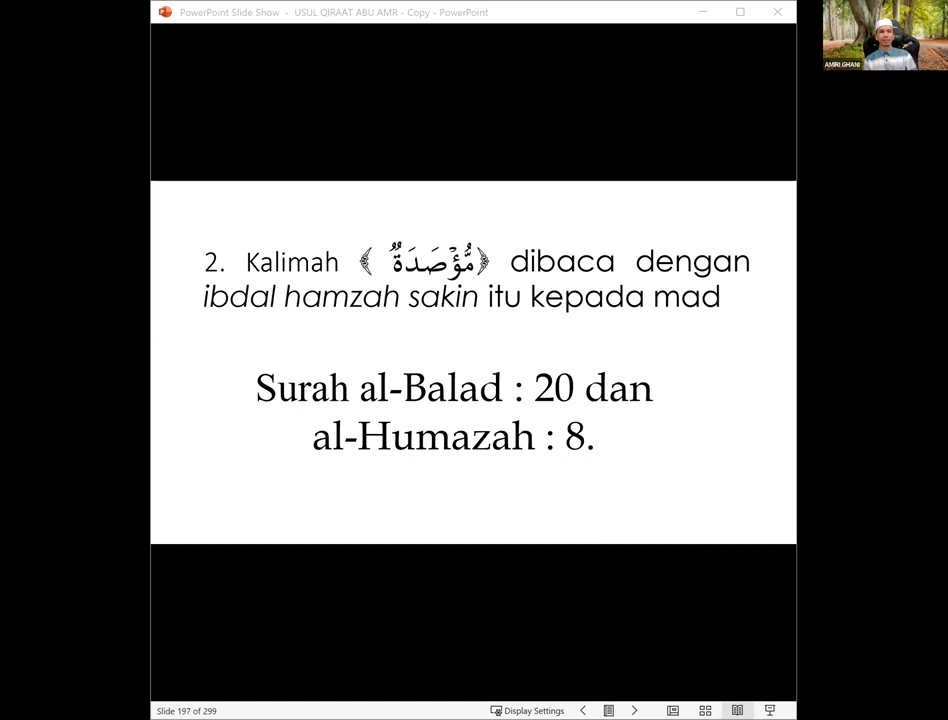 PowerPoint Slide Show - USUL QIRAAT ABU AMR - Copy - PowerPoint
AMIRI GHANI
2. Kalimah ﴿مُّؤۡصَدَةٞ﴾ dibaca dengan
ibdal hamzah sakin itu kepada mad
Surah al-Balad : 20 dan
al-Humazah : 8.
Slide 197 of 299
Display Settings